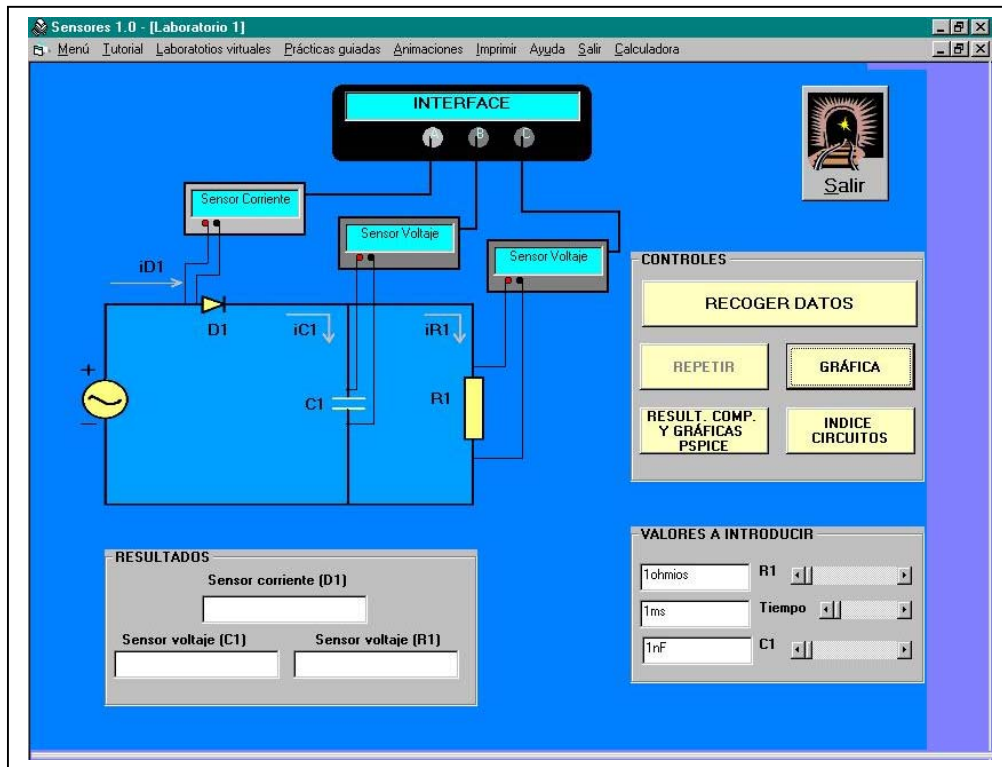 Sensores 1.0 - [Laboratorio 1]
Menú Tutorial Laboratotios virtuales Prácticas guiadas Animaciones Imprimir Ayuda Salir Calculadora
INTERFACE
A B C
Salir
Sensor Corriente
Sensor Voltaje
Sensor Voltaje
iD1
D1
iC1
iR1
+
C1
R1
CONTROLES
RECOGER DATOS
REPETIR
GRÁFICA
RESULT. COMP.
Y GRÁFICAS
PSPICE
INDICE
CIRCUITOS
RESULTADOS
Sensor corriente (D1)
Sensor voltaje (C1)
Sensor voltaje (R1)
VALORES A INTRODUCIR
1ohmios R1
1ms Tiempo
1nF C1